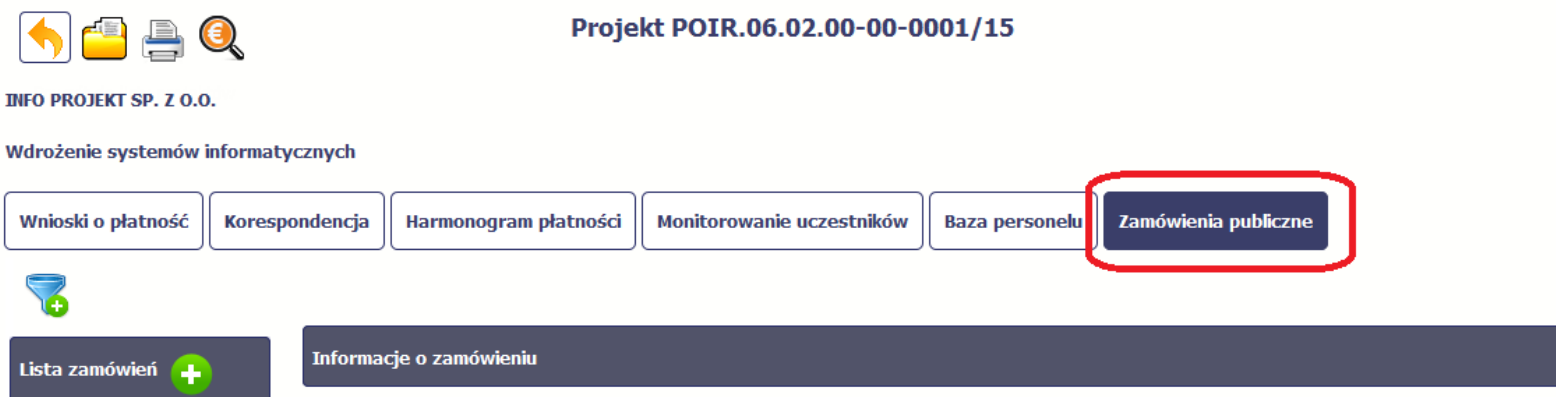 Projekt POIR.06.02.00-00-0001/15
INFO PROJEKT SP. Z O.O.
Wdrożenie systemów informatycznych
Wnioski o płatność Korespondencja Harmonogram płatności Monitorowanie uczestników Baza personelu Zamówienia publiczne
Lista zamówień Informacje o zamówieniu